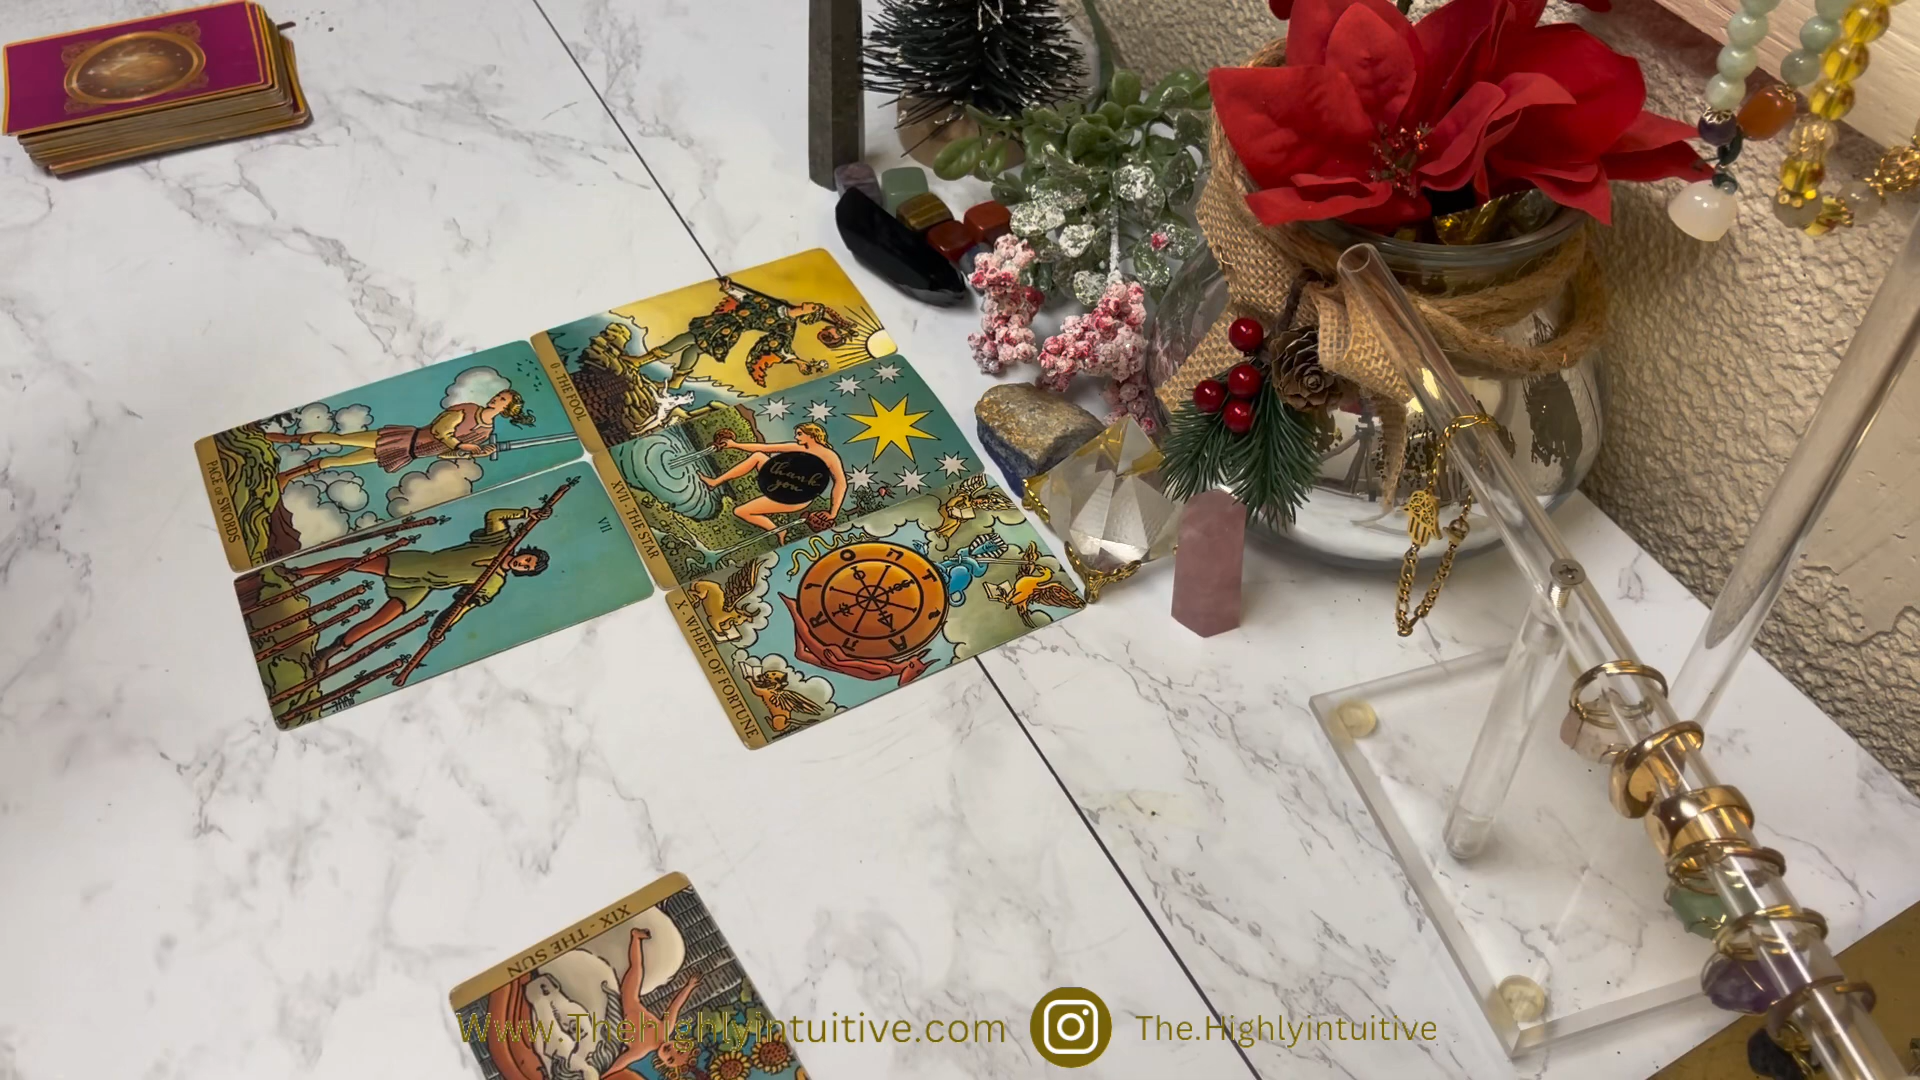 0 - THE FOOL
PAGE OF SWORDS
XVII - THE STAR
thank
you
VII
X - WHEEL OF FORTUNE
XIX - THE SUN
Www.Thehighlyintuitive.com
The.Highlyintuitive